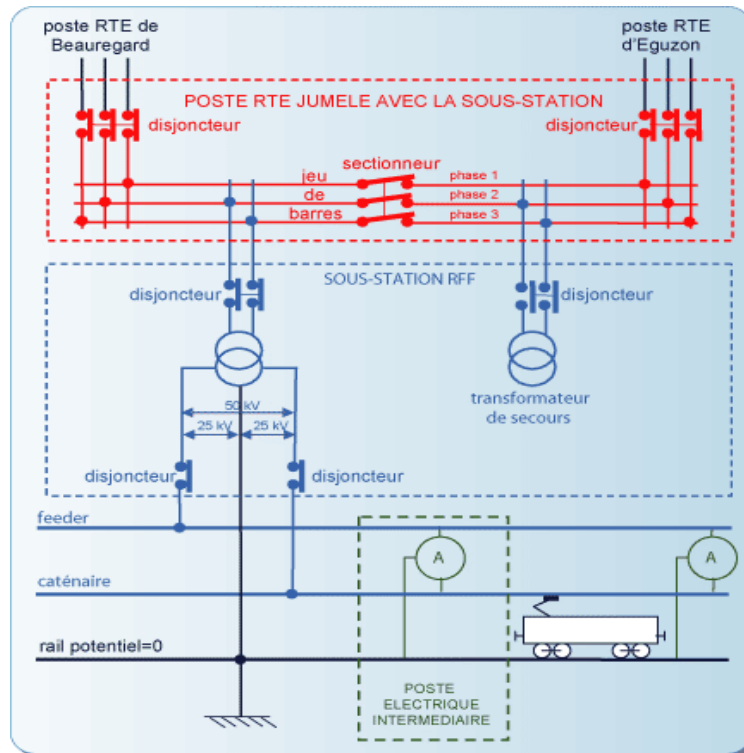 poste RTE de
Beauregard
poste RTE
d'Eguzon
POSTE RTE JUMELE AVEC LA SOUS-STATION
disjoncteur
disjoncteur
sectionneur
jeu
phase 1
de
phase 2
barres
phase 3
SOUS-STATION RFF
disjoncteur
disjoncteur
transformateur
de secours
50 kV
25 kV
25 kV
disjoncteur
disjoncteur
feeder
A
A
caténaire
rail potentiel=0
POSTE
ELECTRIQUE
INTERMEDIAIRE